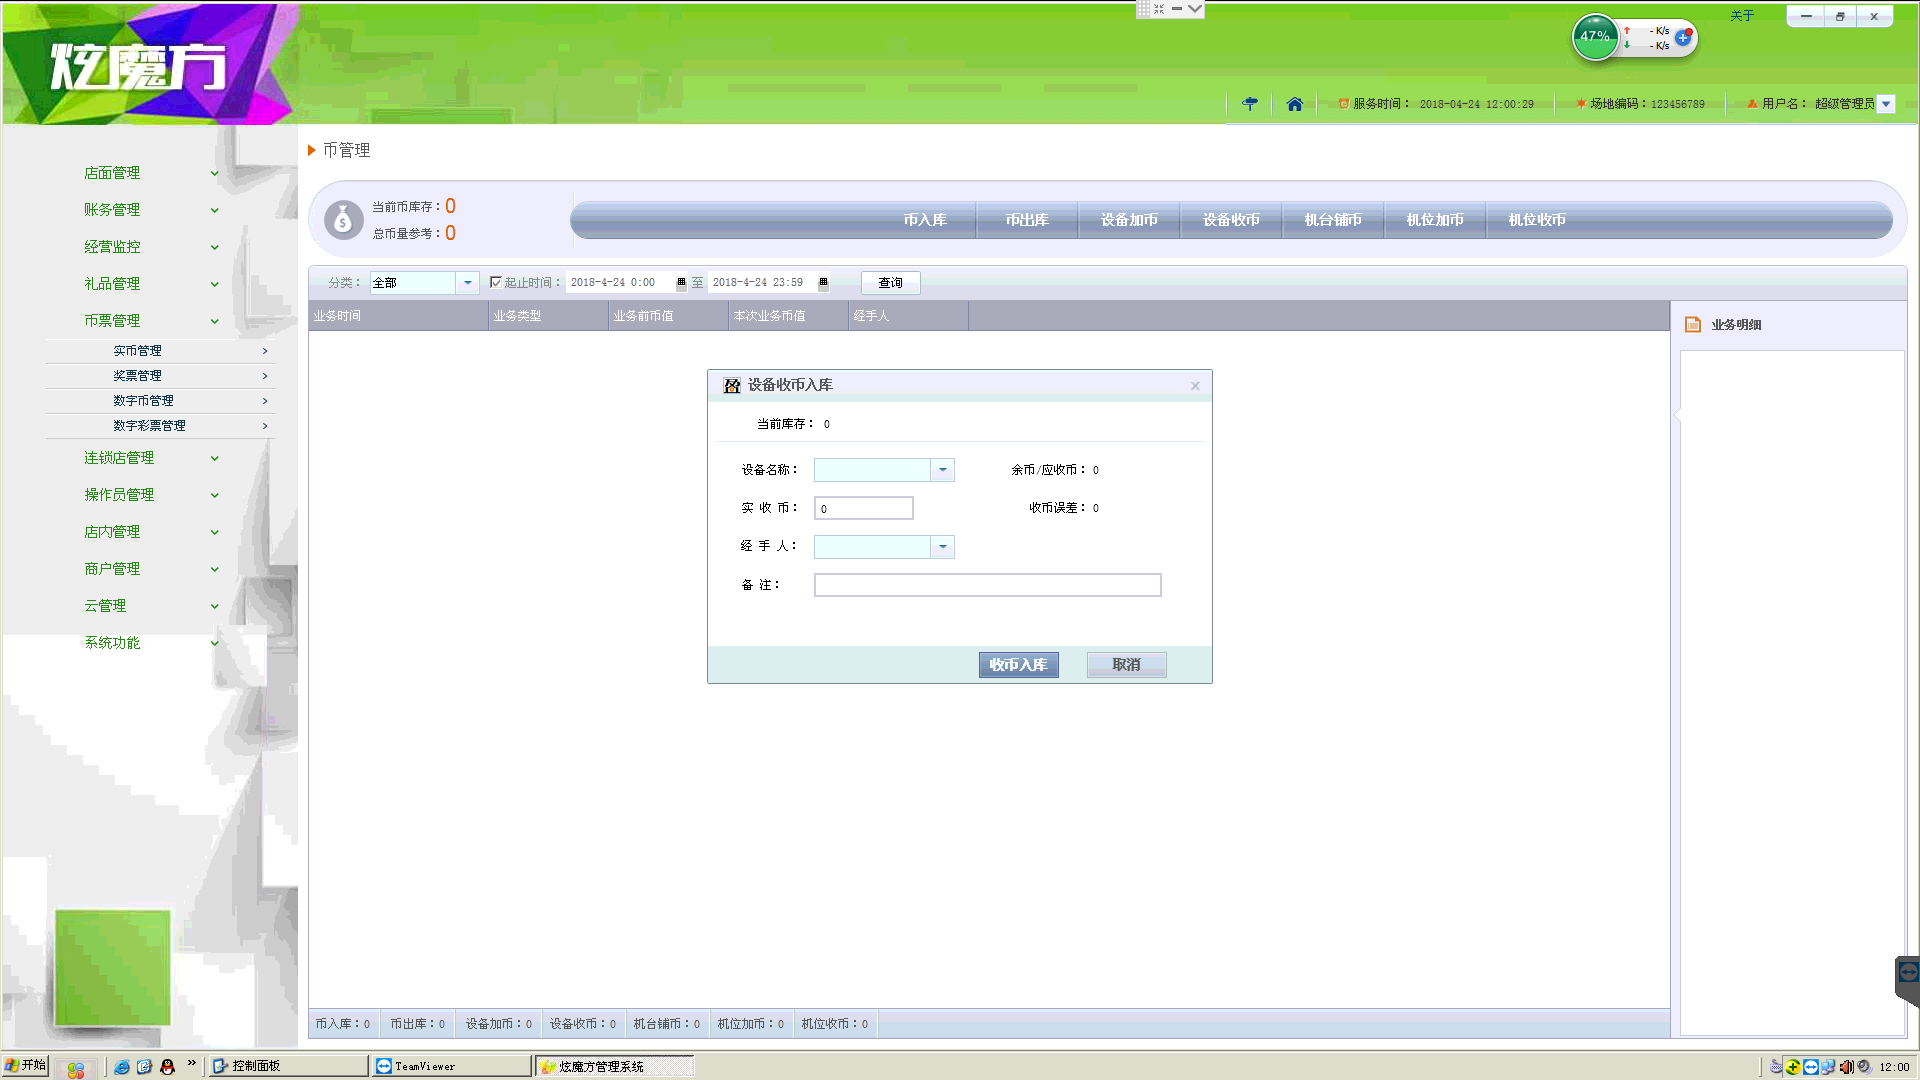 炫魔方
关于
47%
- K/s
- K/s
服务时间： 2018-04-24 12:00:29
场地编码：123456789
用户名： 超级管理员
店面管理
账务管理
经营监控
礼品管理
币票管理
实币管理
奖票管理
数字币管理
数字彩票管理
连锁店管理
操作员管理
店内管理
商户管理
云管理
系统功能
币管理
当前币库存：0
总币量参考：0
币入库 币出库 设备加币 设备收币 机台铺币 机位加币 机位收币
分类： 全部 起止时间： 2018-4-24 0:00 至 2018-4-24 23:59 查询
业务时间 业务类型 业务前币值 本次业务币值 经手人
业务明细
设备收币入库
当前库存： 0
设备名称： 余币/应收币： 0
实 收 币： 0 收币误差： 0
经 手 人：
备 注：
收币入库 取消
币入库：0 币出库：0 设备加币：0 设备收币：0 机台铺币：0 机位加币：0 机位收币：0
开始 控制面板 TeamViewer 炫魔方管理系统 12:00